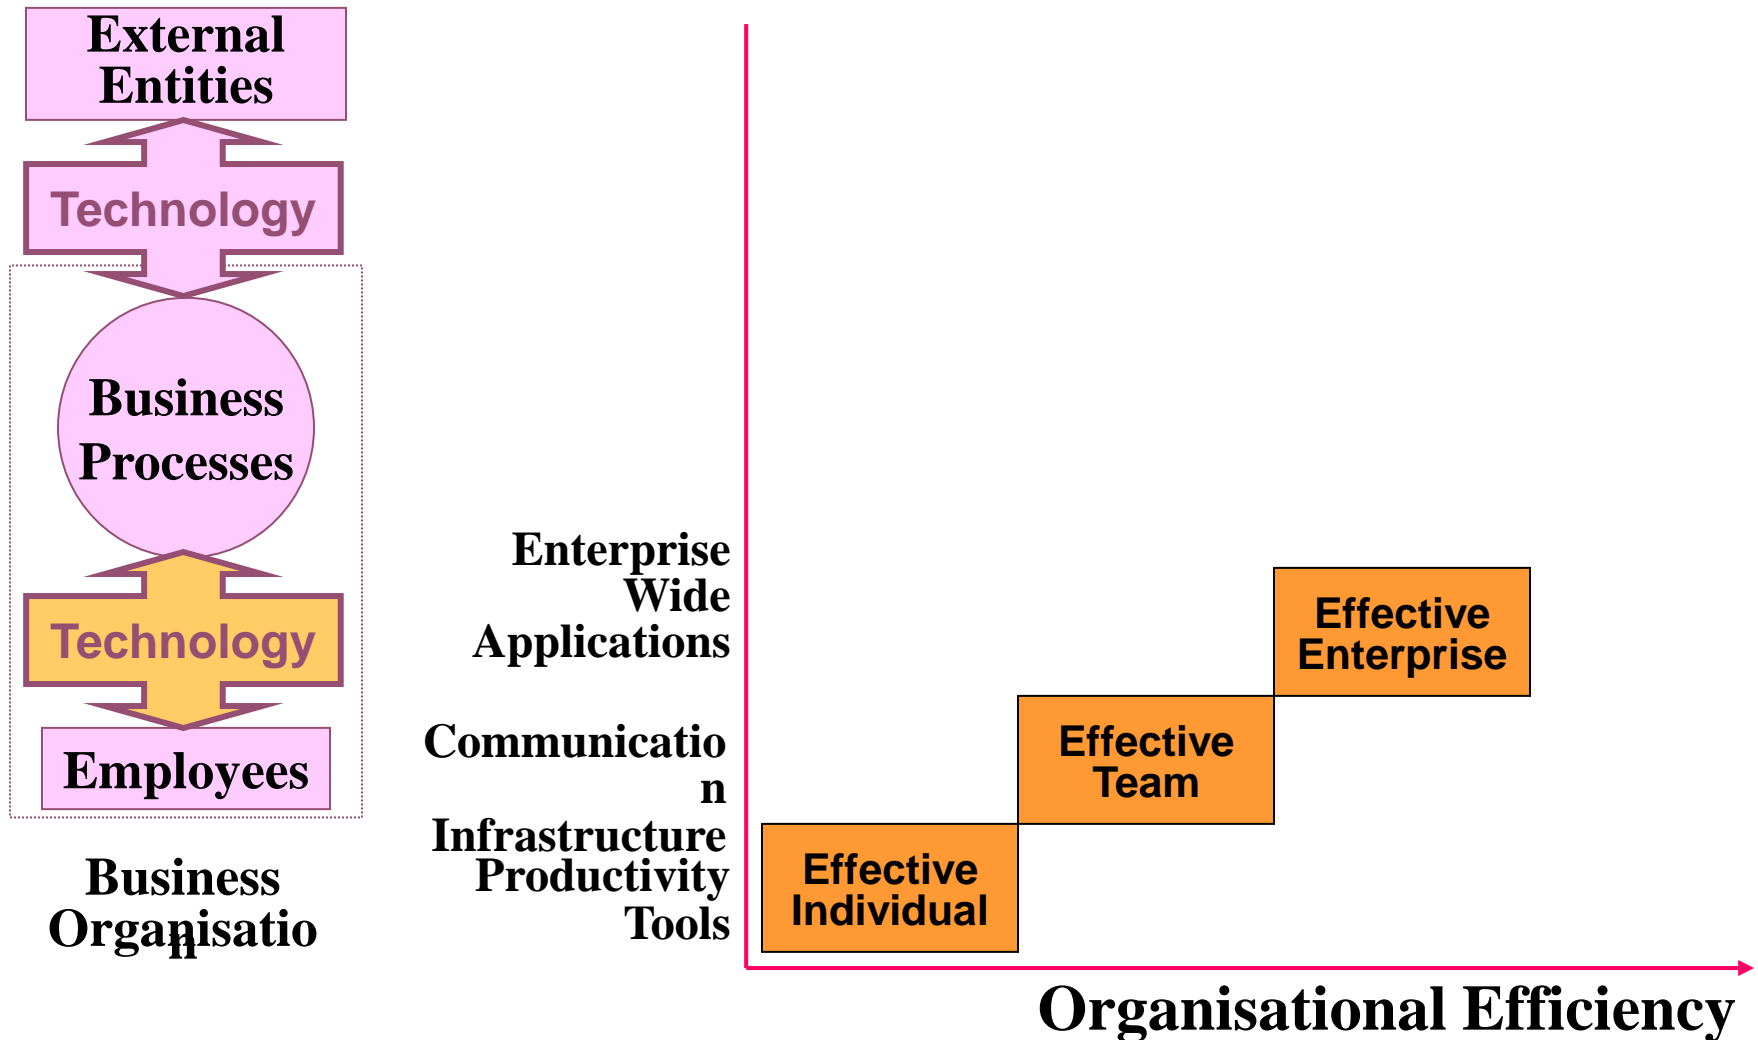 External
Entities
Technology
Business
Processes
Technology
Employees
Business
Organisatio
n
Enterprise
Wide
Applications
Communicatio
n
Infrastructure
Productivity
Tools
Effective
Enterprise
Effective
Team
Effective
Individual
Organisational Efficiency